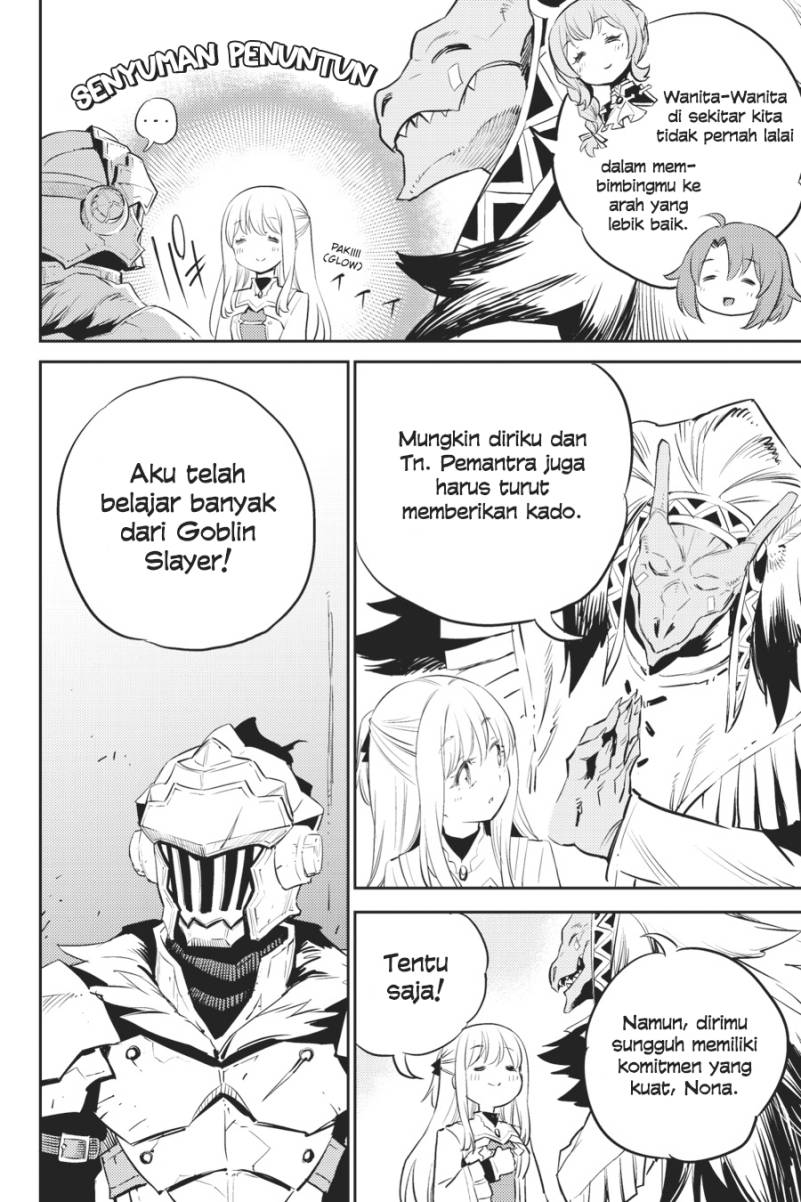 Wanita-Wanita
di sekitar kita
tidak pernah lalai
dalam mem-
bimbingmu ke
arah yang
lebih baik.
SENYUMAN PENUNTUN
PAKIIII
(GLOW)
...
Mungkin diriku dan
Tn. Pemantra juga
harus turut
memberikan kado.
Namun, dirimu
sungguh memiliki
komitmen yang
kuat, Nona.
Tentu
saja!
Aku telah
belajar banyak
dari Goblin
Slayer!